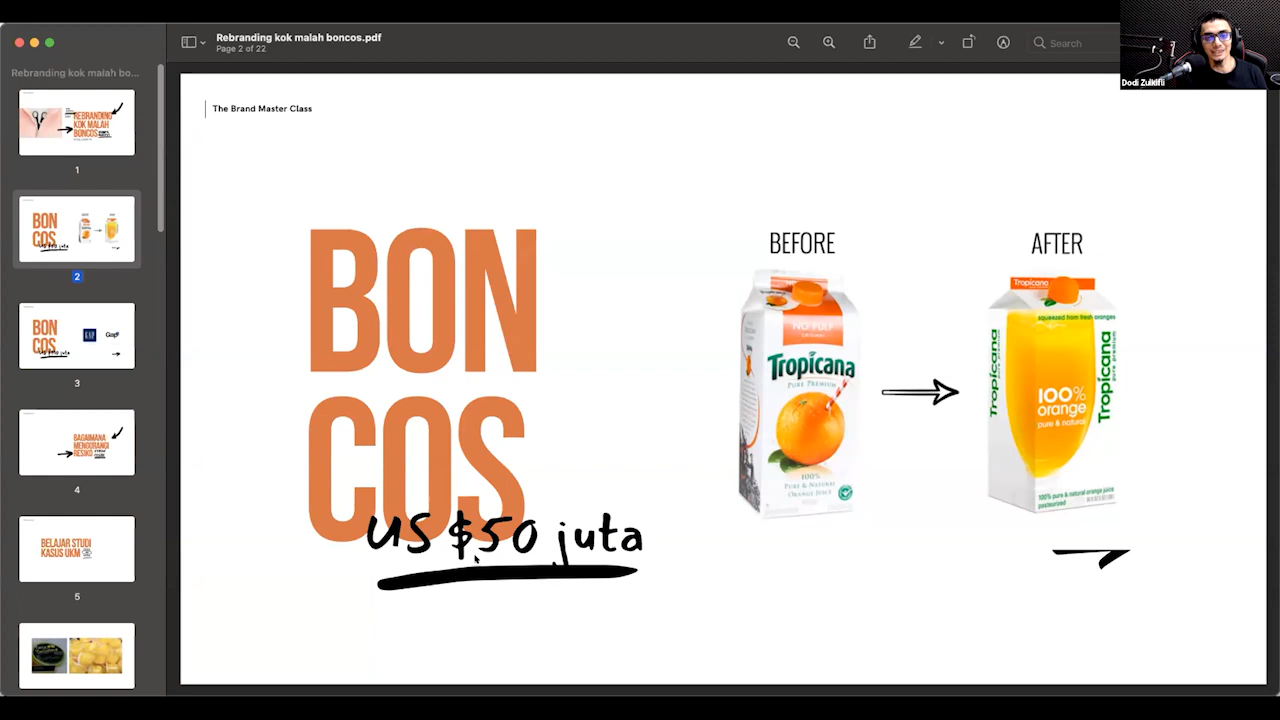 Rebranding kok malah boncos.pdf
Page 2 of 22
Search
Dodi Zulkifli
Rebranding kok malah bo...
REBRANDING
KOK MALAH
BONCOS
1
BON
COS
US $50 juta
2
BON
COS
GAP
Gap
3
BAGAIMANA
MENGURANGI
RESIKO
4
BELAJAR STUDI
KASUS UKM
5
The Brand Master Class
BON
COS
US $50 juta
BEFORE
NO PULP
Tropicana
PURE PREMIUM
100%
PURE & NATURAL
ORANGE JUICE
AFTER
Tropicana
squeezed from fresh oranges
Tropicana
pure premium
100%
orange
pure & natural
Tropicana
pure premium
100% pure & natural orange juice
pasteurized